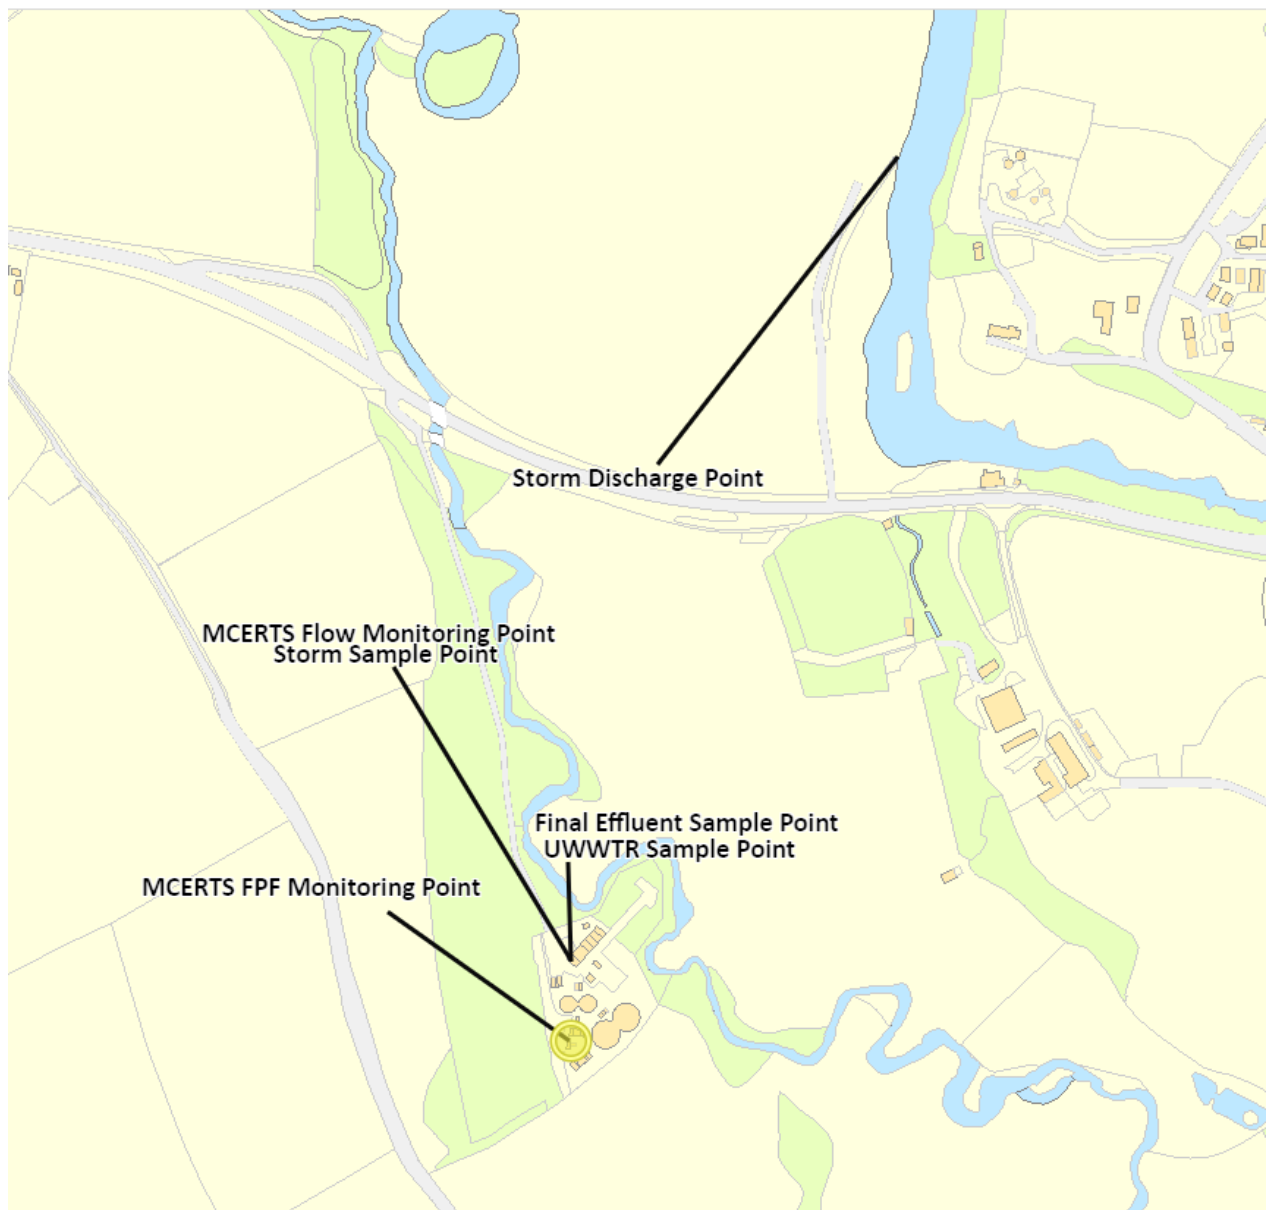 Storm Discharge Point
MCERTS Flow Monitoring Point
Storm Sample Point
Final Effluent Sample Point
UWWTR Sample Point
MCERTS FPF Monitoring Point